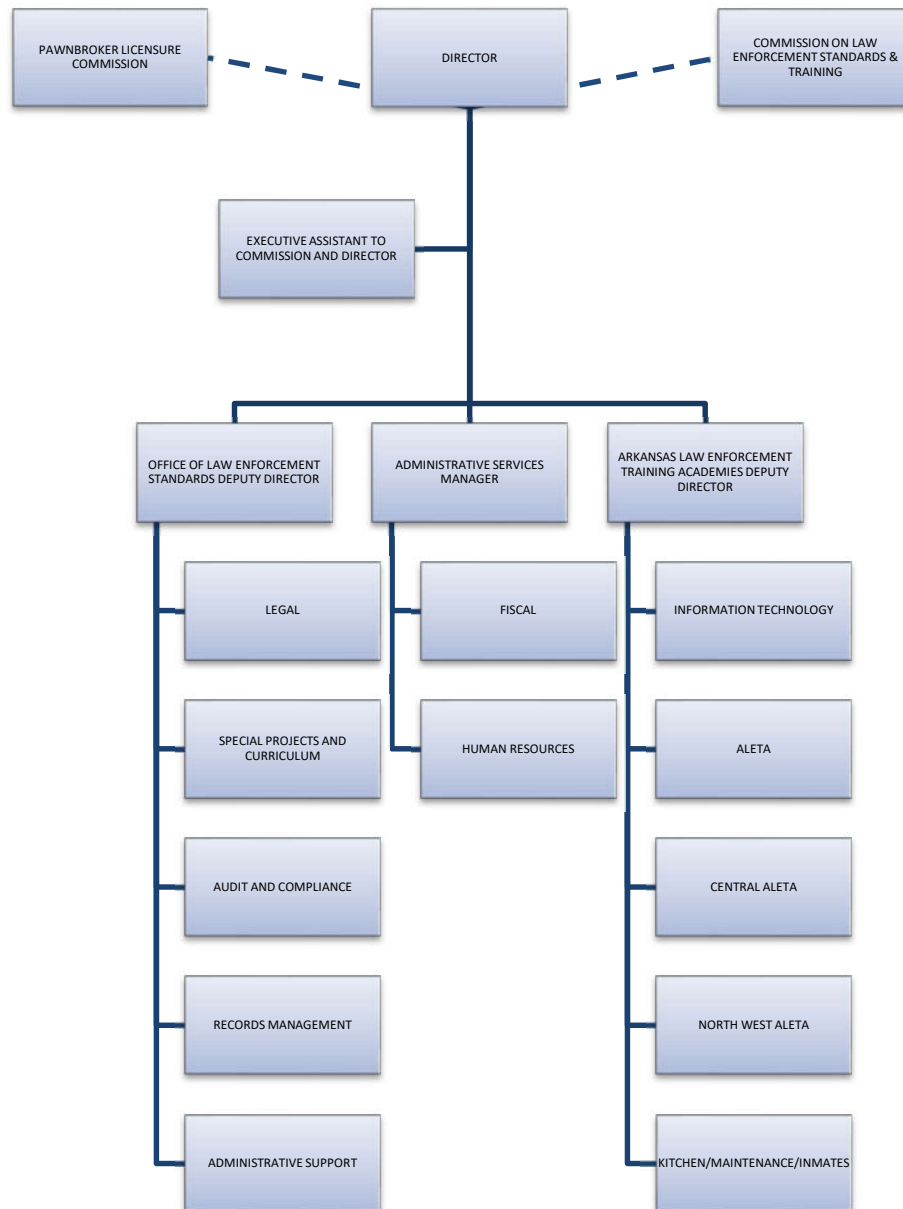 PAWNBROKER LICENSURE
COMMISSION
DIRECTOR
COMMISSION ON LAW
ENFORCEMENT STANDARDS &
TRAINING
EXECUTIVE ASSISTANT TO
COMMISSION AND DIRECTOR
OFFICE OF LAW ENFORCEMENT
STANDARDS DEPUTY DIRECTOR
ADMINISTRATIVE SERVICES
MANAGER
ARKANSAS LAW ENFORCEMENT
TRAINING ACADEMIES DEPUTY
DIRECTOR
LEGAL
FISCAL
INFORMATION TECHNOLOGY
SPECIAL PROJECTS AND
CURRICULUM
HUMAN RESOURCES
ALETA
AUDIT AND COMPLIANCE
CENTRAL ALETA
RECORDS MANAGEMENT
NORTH WEST ALETA
ADMINISTRATIVE SUPPORT
KITCHEN/MAINTENANCE/INMATES